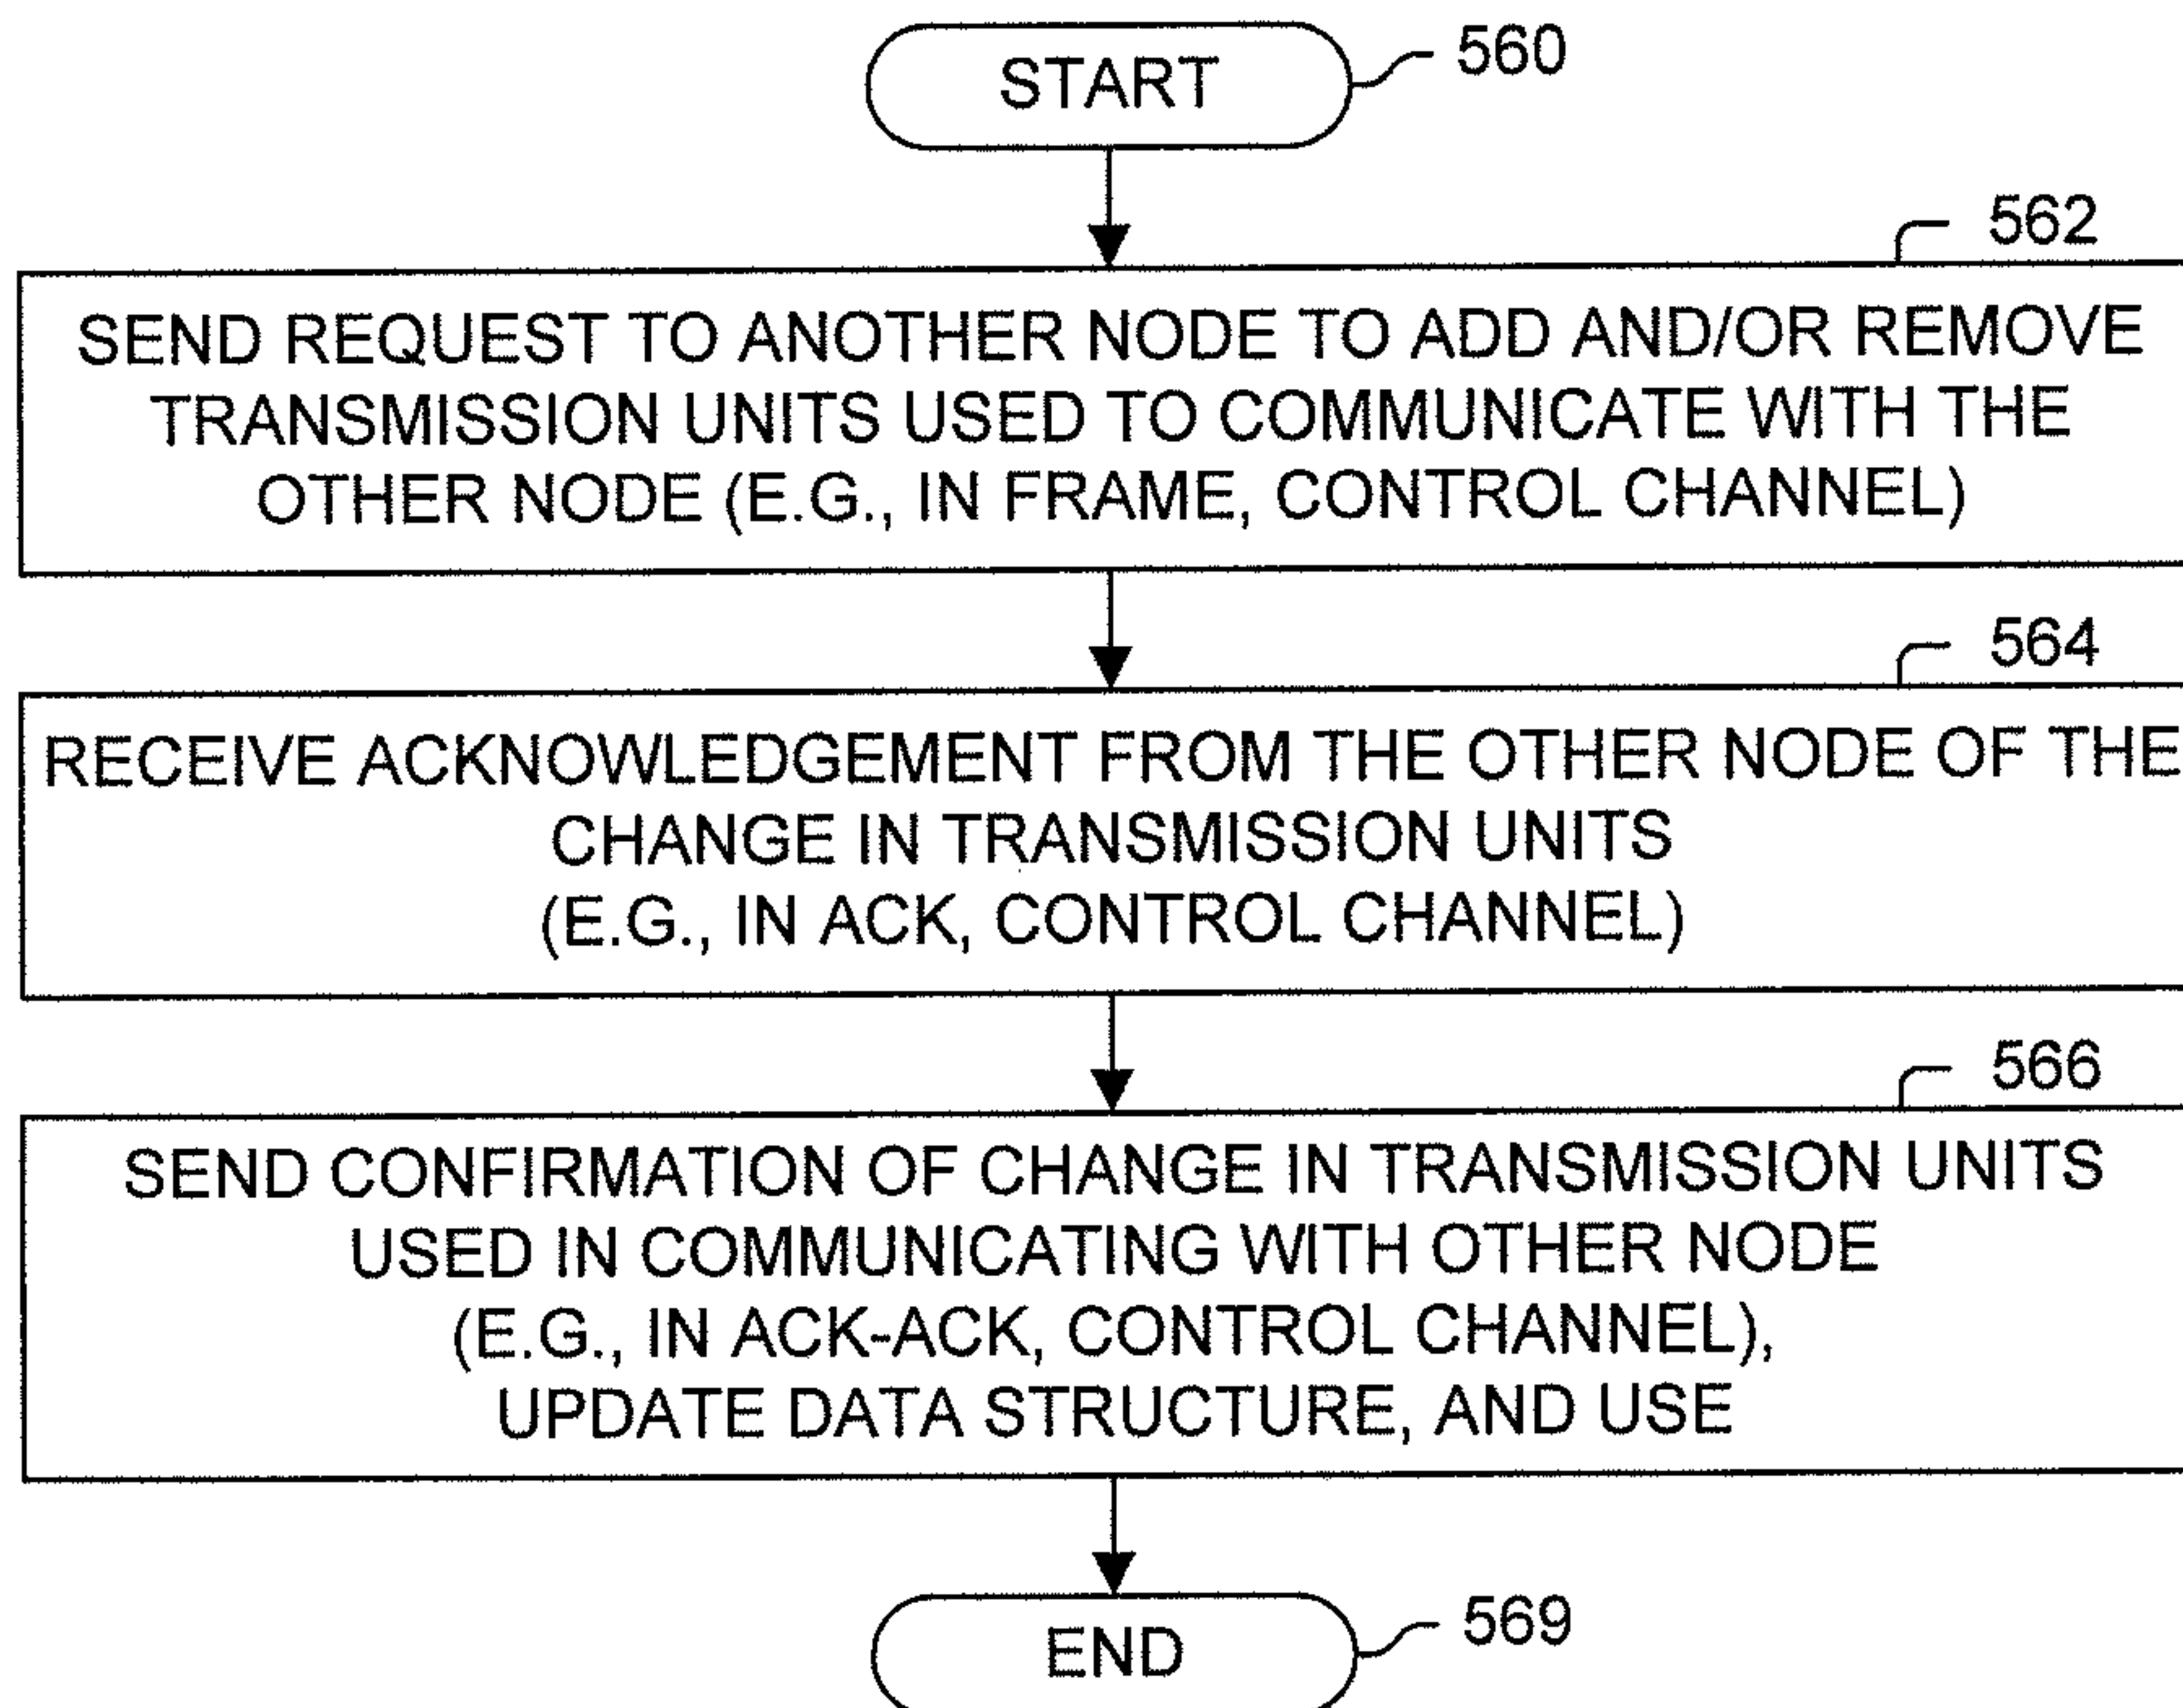 START
560
562
SEND REQUEST TO ANOTHER NODE TO ADD AND/OR REMOVE
TRANSMISSION UNITS USED TO COMMUNICATE WITH THE
OTHER NODE (E.G., IN FRAME, CONTROL CHANNEL)
564
RECEIVE ACKNOWLEDGEMENT FROM THE OTHER NODE OF THE
CHANGE IN TRANSMISSION UNITS
(E.G., IN ACK, CONTROL CHANNEL)
566
SEND CONFIRMATION OF CHANGE IN TRANSMISSION UNITS
USED IN COMMUNICATING WITH OTHER NODE
(E.G., IN ACK-ACK, CONTROL CHANNEL),
UPDATE DATA STRUCTURE, AND USE
END
569